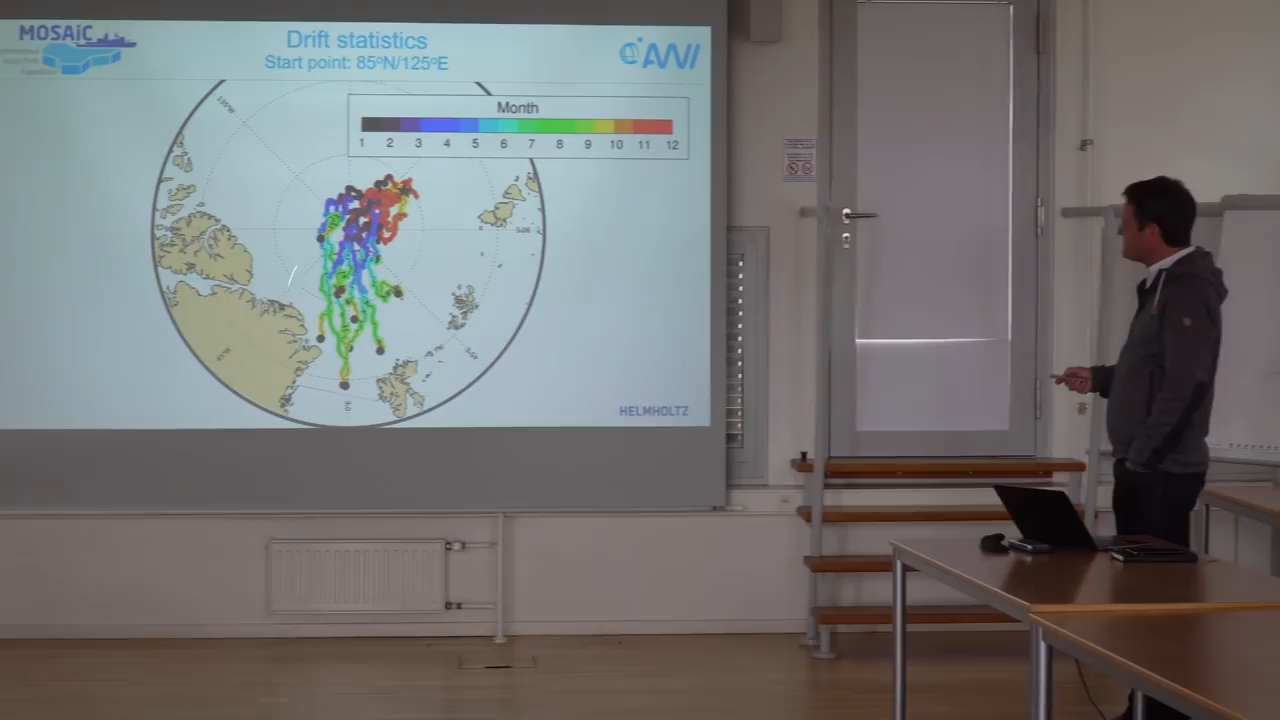 MOSAiC
Drift statistics
Start point: 85ºN/125ºE
AWI
Month
1 2 3 4 5 6 7 8 9 10 11 12
135°W
HELMHOLTZ